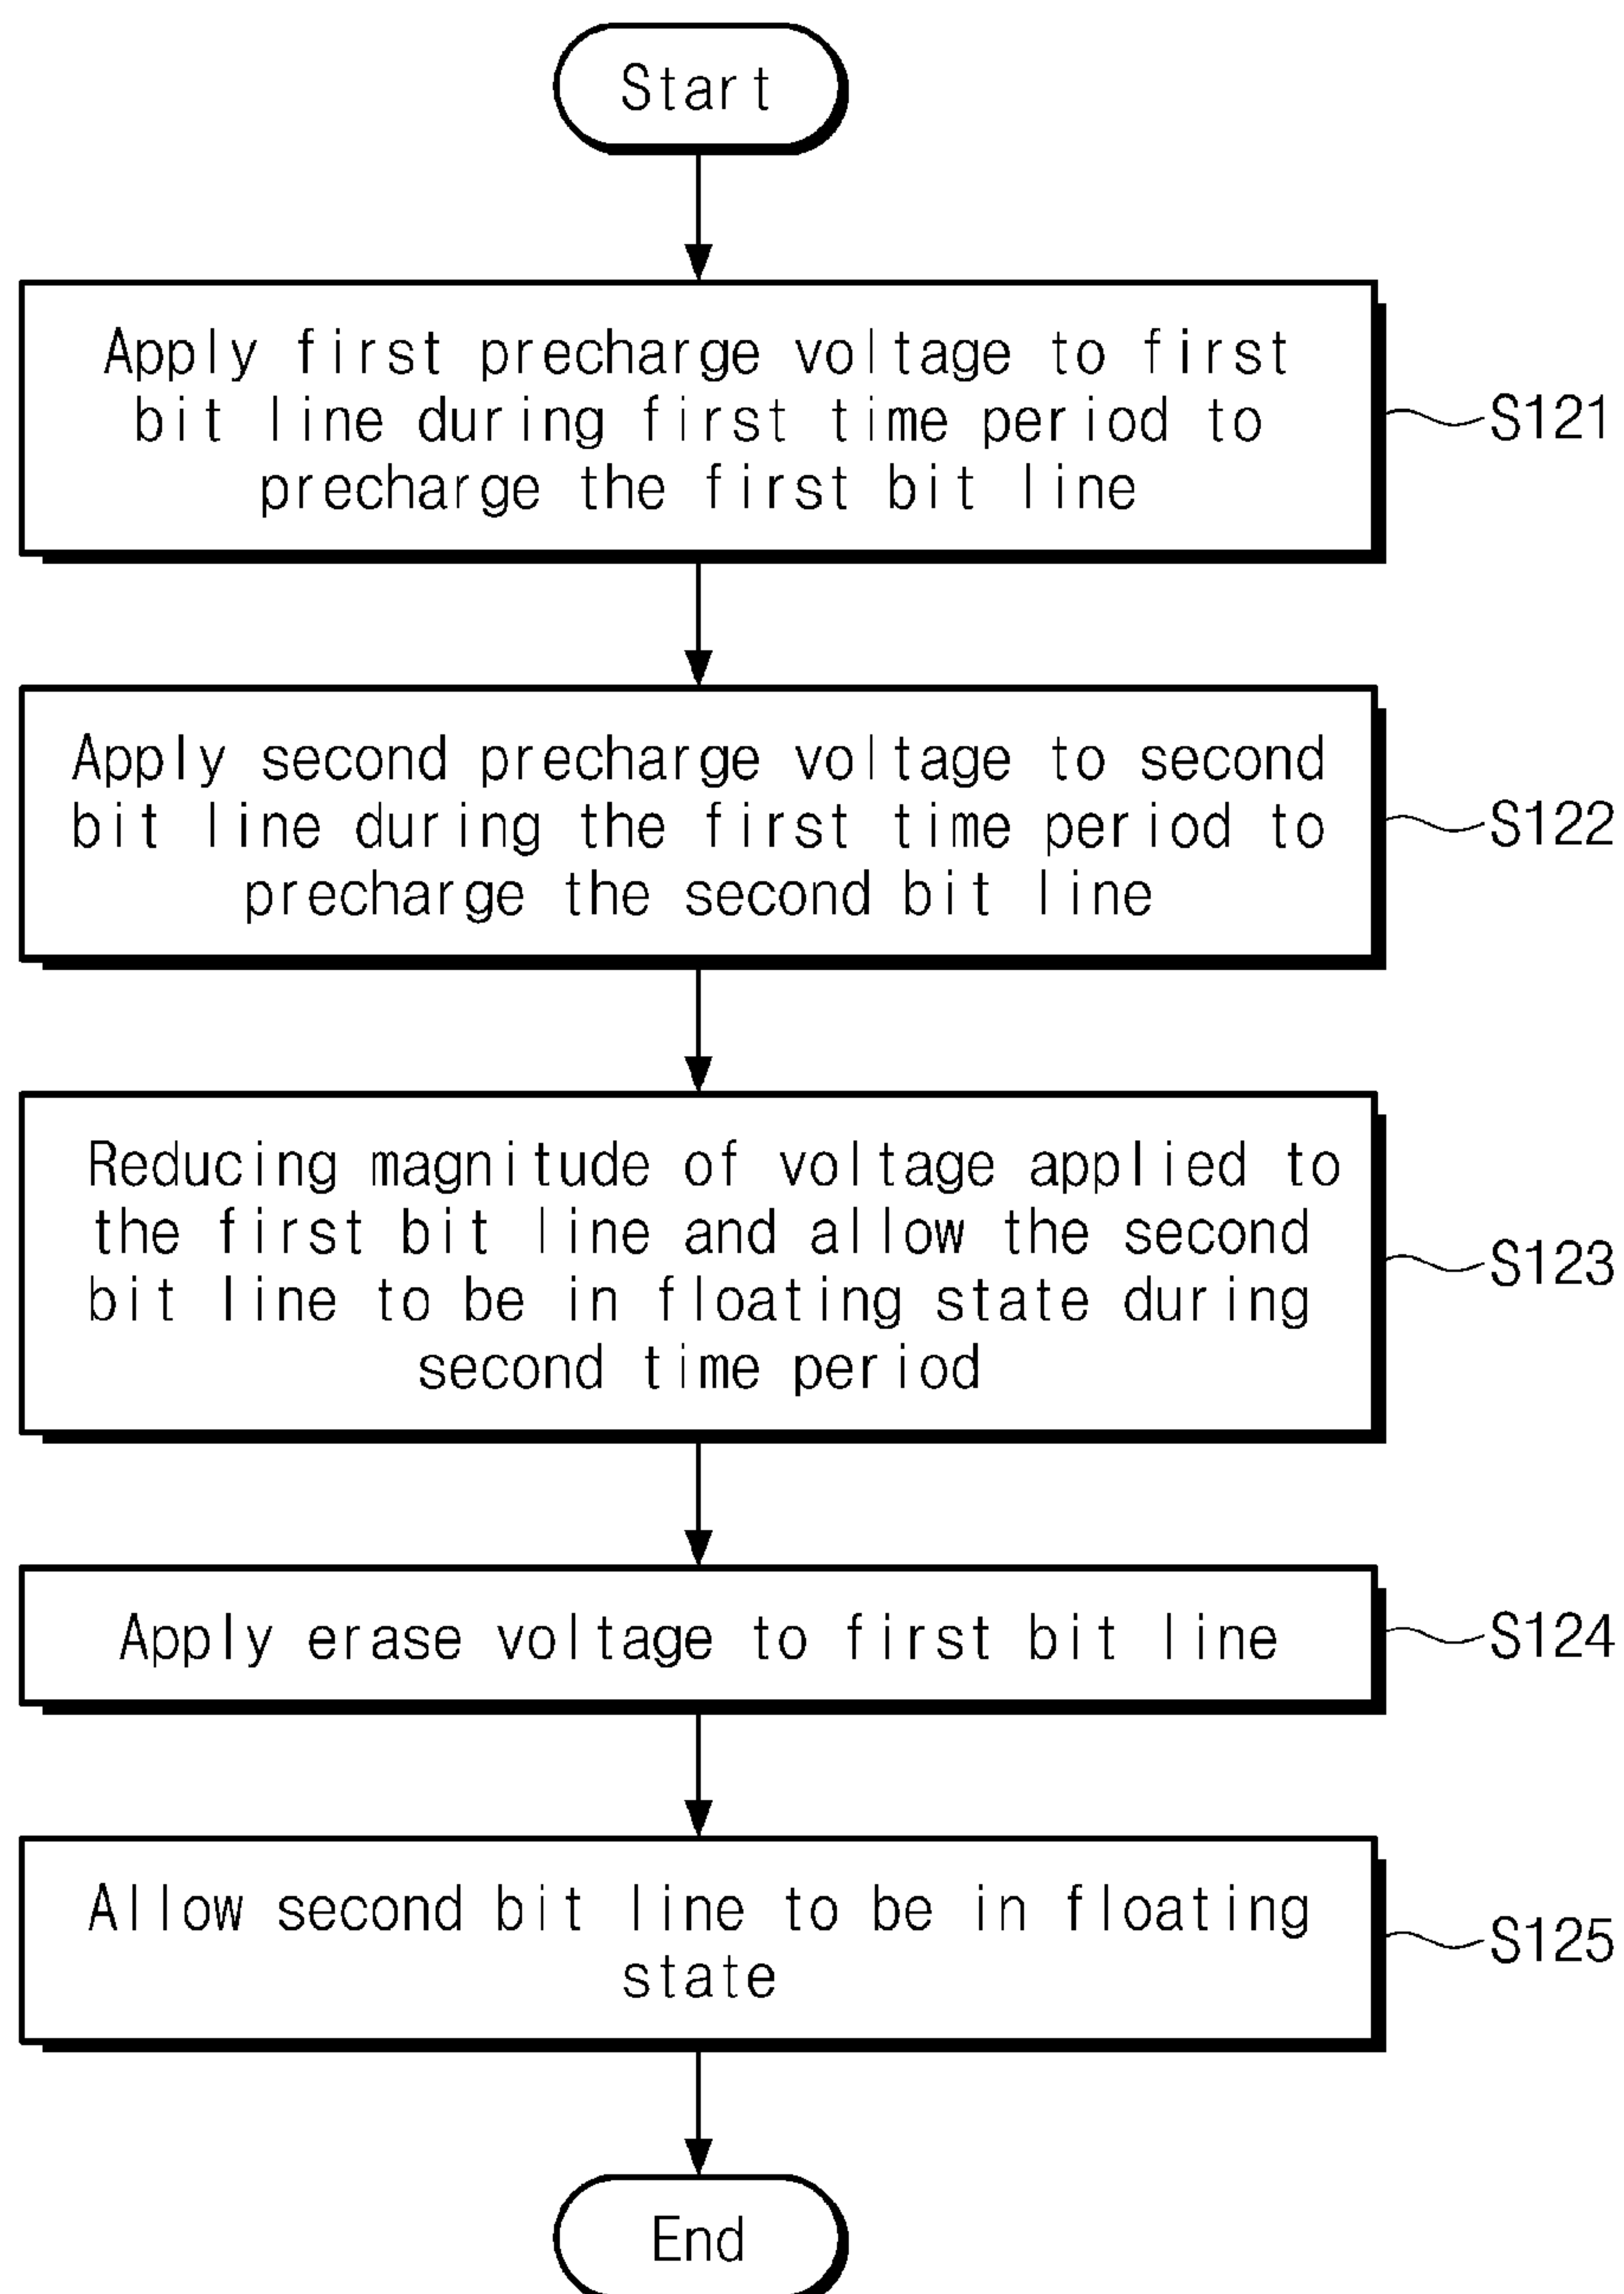 Start
Apply first precharge voltage to first
bit line during first time period to
precharge the first bit line
S121
Apply second precharge voltage to second
bit line during the first time period to
precharge the second bit line
S122
Reducing magnitude of voltage applied to
the first bit line and allow the second
bit line to be in floating state during
second time period
S123
Apply erase voltage to first bit line
S124
Allow second bit line to be in floating
state
S125
End